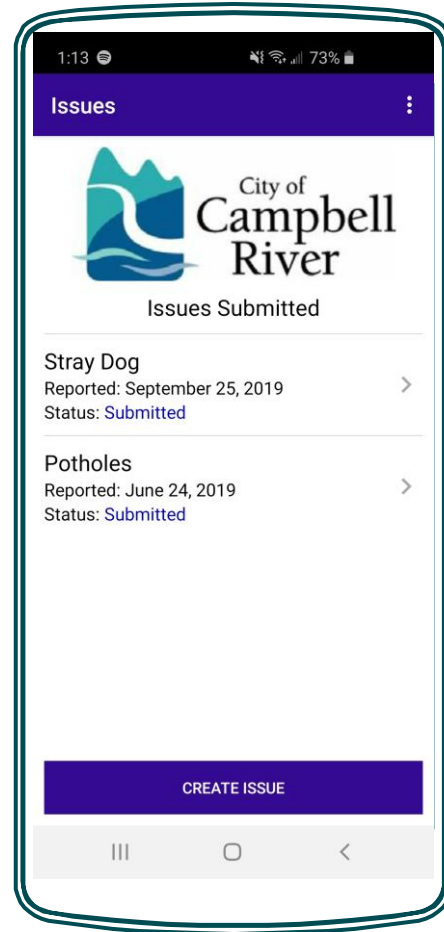 1:13 73%
Issues
City of
Campbell
River
Issues Submitted
Stray Dog
Reported: September 25, 2019
Status: Submitted
Potholes
Reported: June 24, 2019
Status: Submitted
CREATE ISSUE